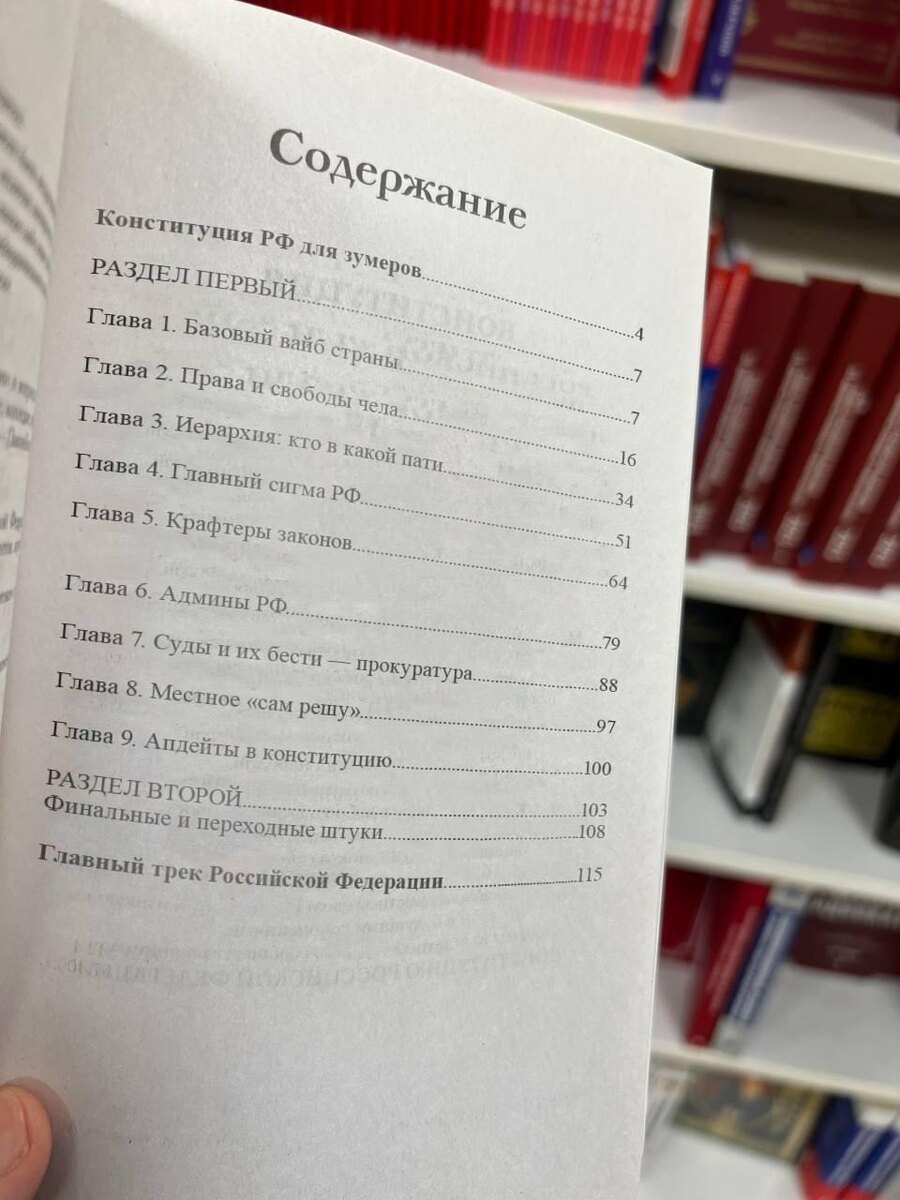 Содержание
Конституция РФ для зумеров.....4
РАЗДЕЛ ПЕРВЫЙ.....7
Глава 1. Базовый вайб страны.....7
Глава 2. Права и свободы чела.....16
Глава 3. Иерархия: кто в какой пати.....34
Глава 4. Главный сигма РФ.....51
Глава 5. Крафтеры законов.....64
Глава 6. Админы РФ.....79
Глава 7. Суды и их бести — прокуратура.....88
Глава 8. Местное «сам решу».....97
Глава 9. Апдейты в конституцию.....100
РАЗДЕЛ ВТОРОЙ.....103
Финальные и переходные штуки.....108
Главный трек Российской Федерации.....115